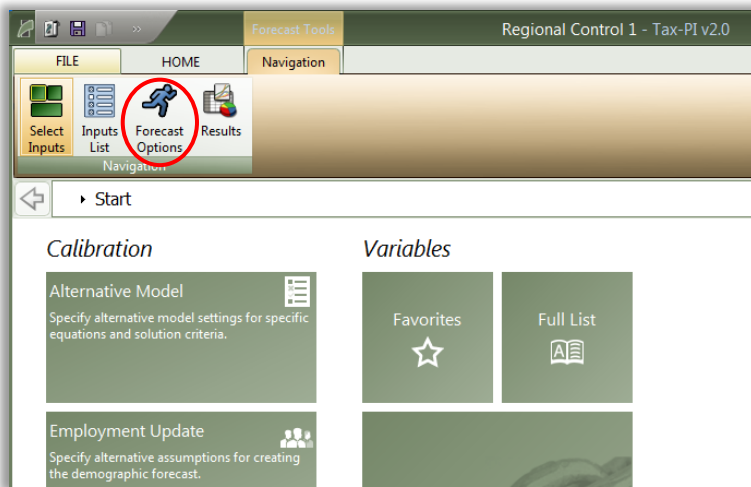 » Forecast Tools Regional Control 1 - Tax-PI v2.0
FILE HOME Navigation
Select Inputs Forecast Results
Inputs List Options
Navigation
Start
Calibration Variables
Alternative Model
Specify alternative model settings for specific
equations and solution criteria.
Favorites Full List
A
Employment Update
Specify alternative assumptions for creating
the demographic forecast.